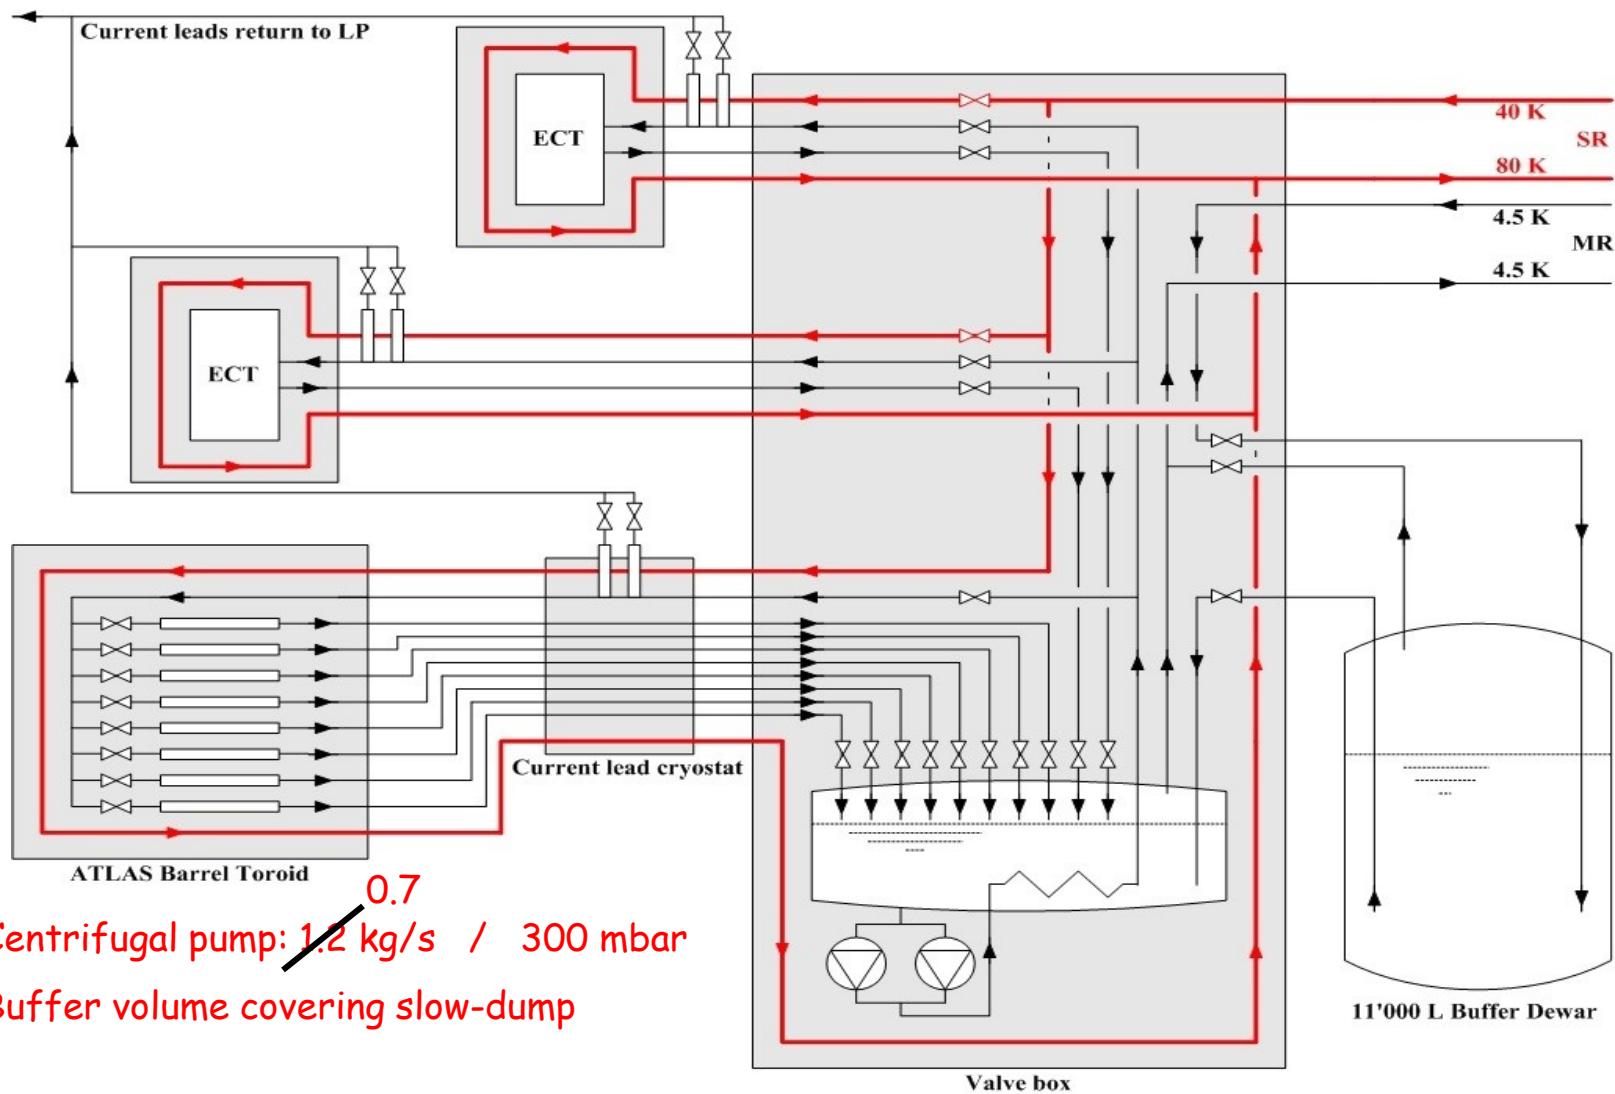 Current leads return to LP
ECT
40 K
SR
80 K
4.5 K
MR
4.5 K
ECT
Current lead cryostat
ATLAS Barrel Toroid
0.7
Centrifugal pump: 1.2 kg/s / 300 mbar
Buffer volume covering slow-dump
11'000 L Buffer Dewar
Valve box